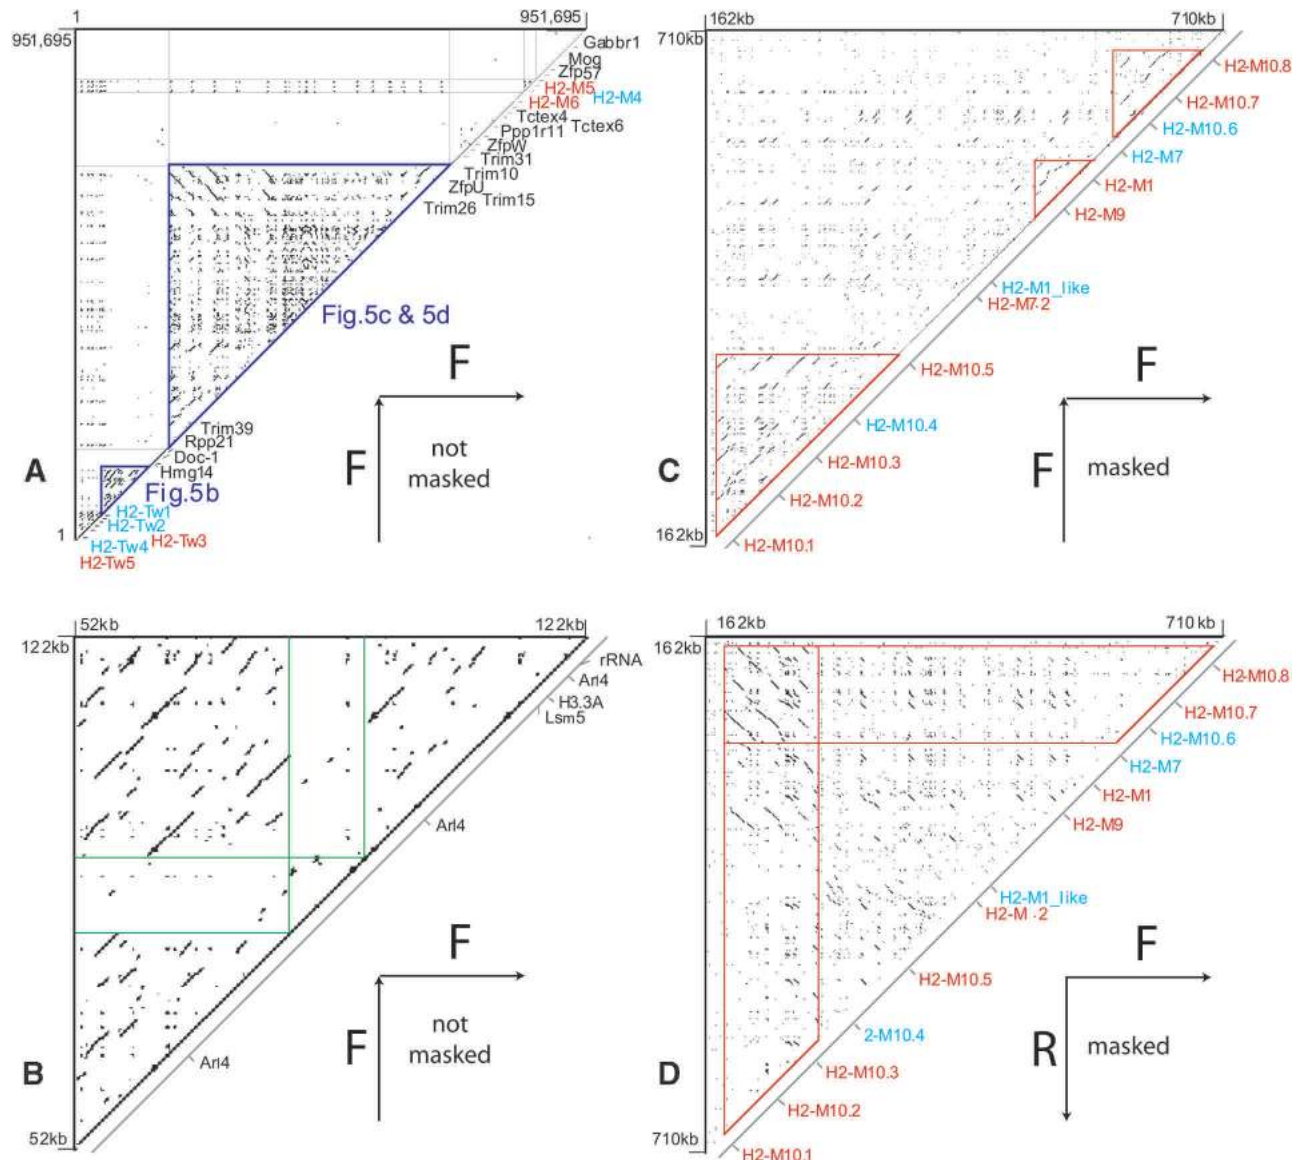 1
951,695
951,695
Gabbr1
Mog
Zfp57
H2-M5
H2-M4
H2-M6
Tctex4
Tctex6
Ppp1r11
ZfpW
Trim31
Trim10
ZfpU
Trim15
Trim26
Fig.5c & 5d
F
Trim39
Rpp21
Doc-1
Hmg14
Fig.5b
A
F
not
masked
H2-Tw1
H2-Tw2
H2-Tw3
1
H2-Tw4
H2-Tw5
162kb
710kb
710kb
H2-M10.8
H2-M10.7
H2-M10.6
H2-M7
H2-M1
H2-M9
H2-M1_like
H2-M7.2
H2-M10.5
F
H2-M10.4
H2-M10.3
C
F
masked
H2-M10.2
162kb
H2-M10.1
52kb
122kb
122kb
rRNA
Arl4
H3.3A
Lsm5
Arl4
F
not
masked
F
B
Arl4
52kb
162kb
710kb
162kb
H2-M10.8
H2-M10.7
H2-M10.6
H2-M7
H2-M1
H2-M9
H2-M1_like
H2-M 2
F
H2-M10.5
2-M10.4
D
R
masked
H2-M10.3
H2-M10.2
710kb
H2-M10.1